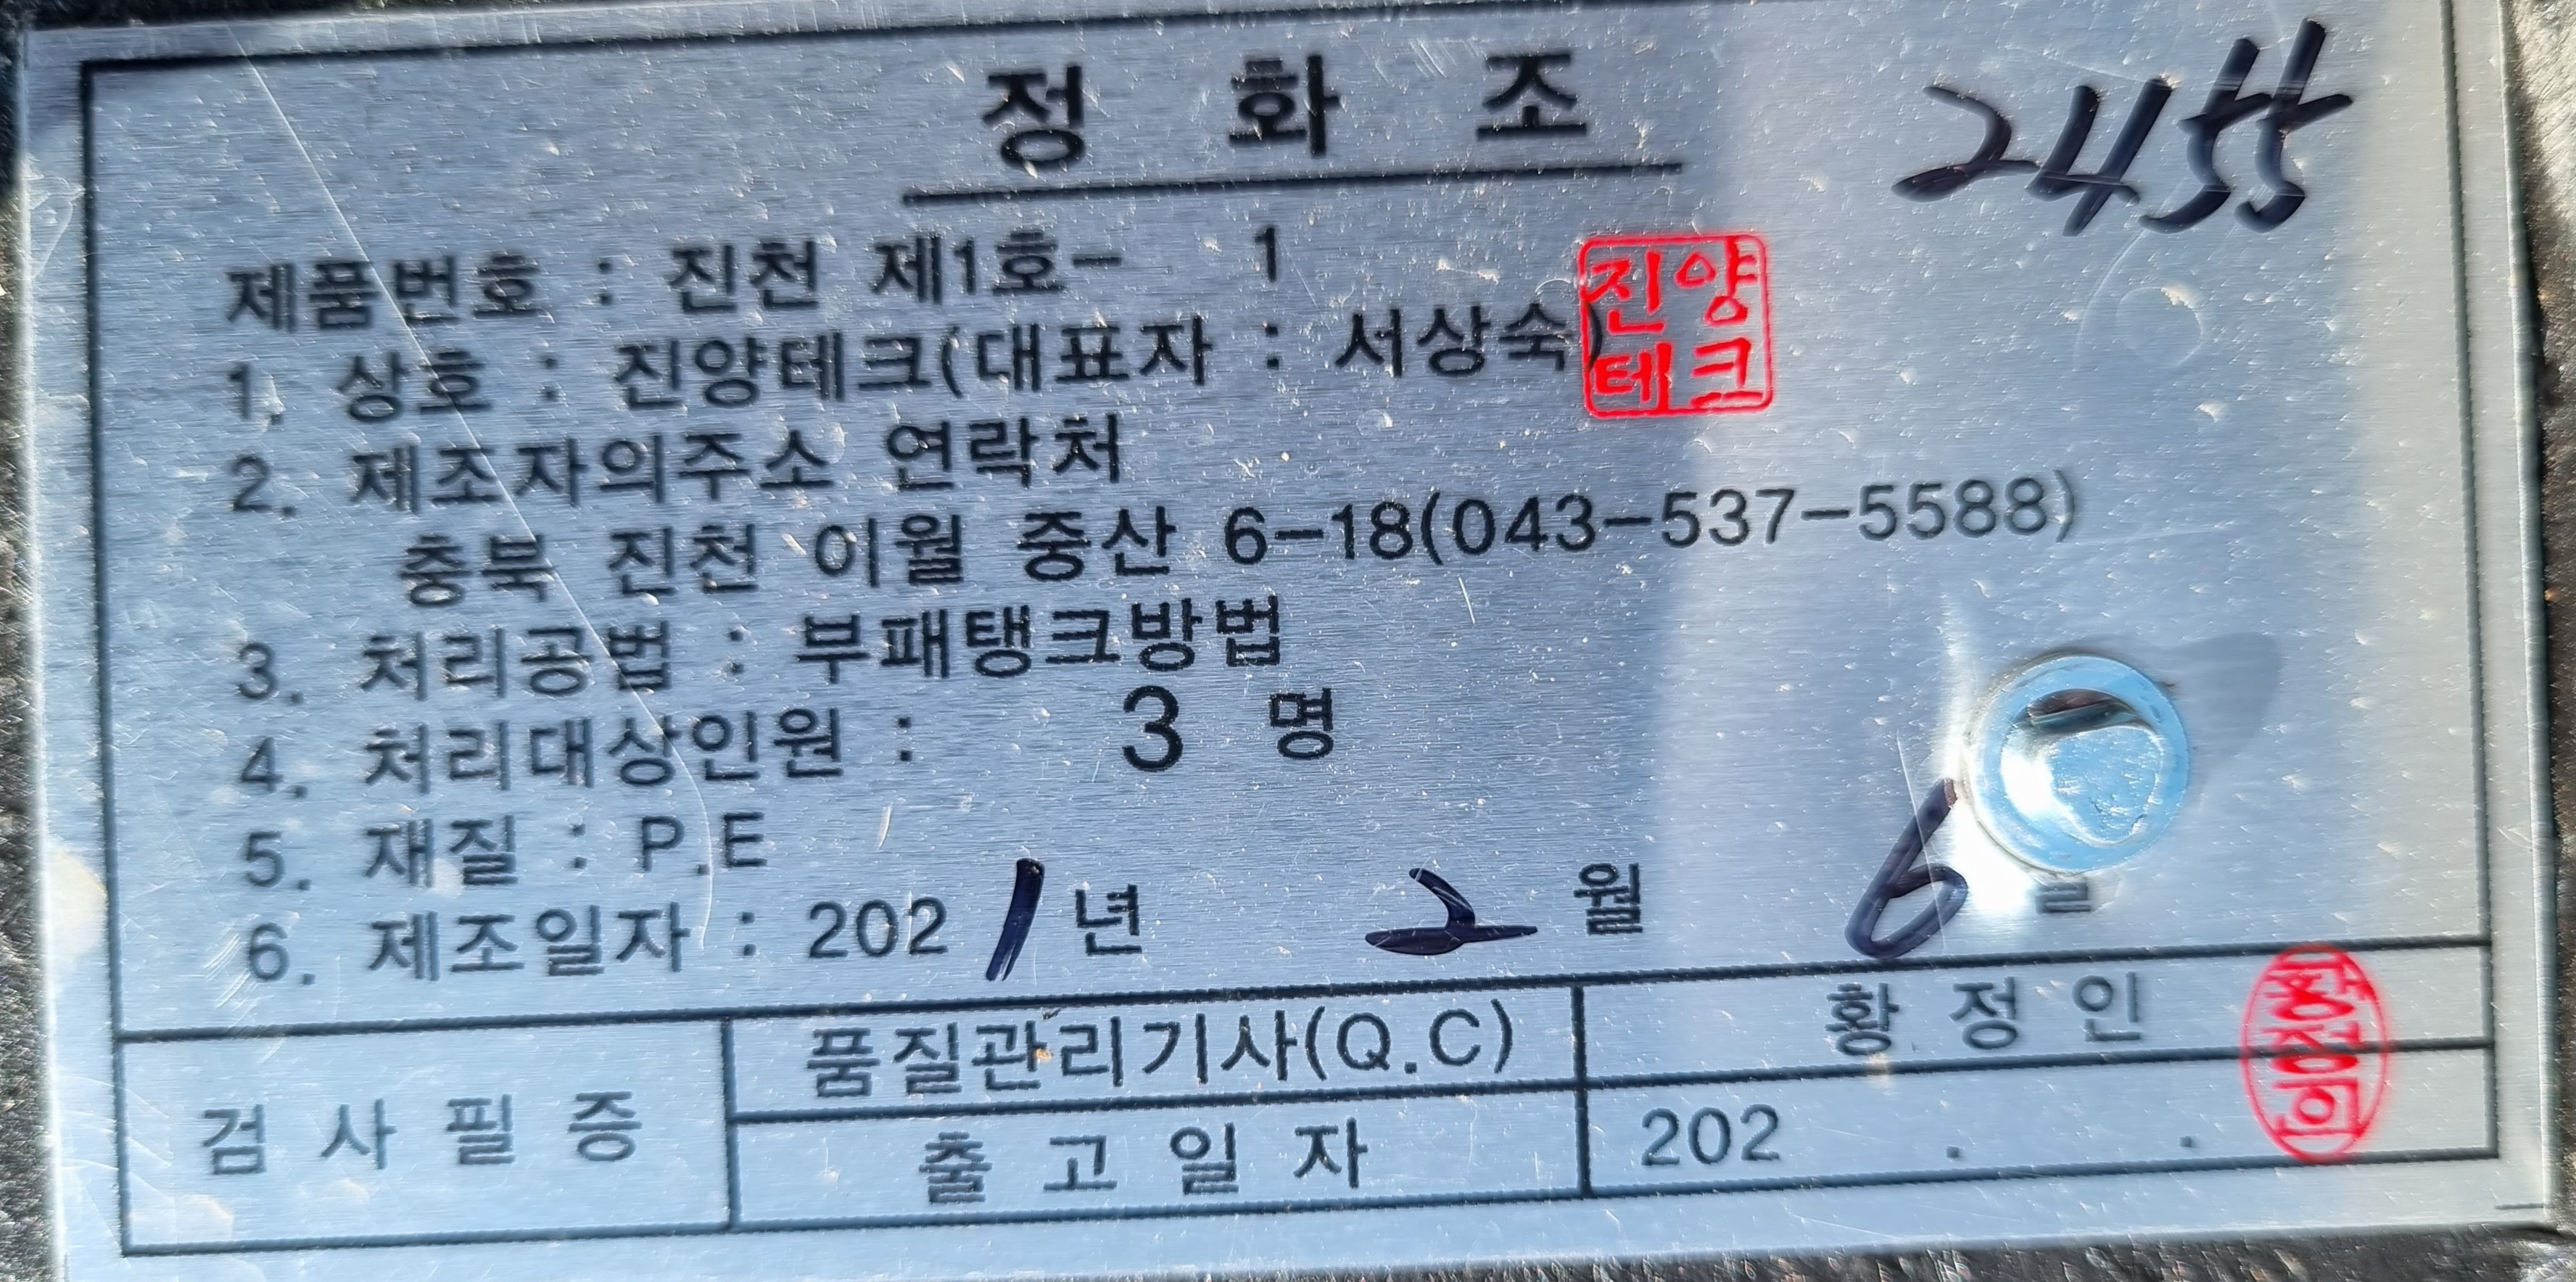 정 화 조
2455
제품번호 : 진천 제1호- 1
1. 상호 : 진양테크(대표자 : 서상숙)
진양
테크
2. 제조자의주소 연락처
충북 진천 이월 중산 6-18(043-537-5588)
3. 처리공법 : 부패탱크방법
4. 처리대상인원 : 3 명
5. 재질 : P.E
6. 제조일자 : 2021년 2월 6일
검 사 필 증
품질관리기사(Q.C)
황 정 인
출 고 일 자
202 . .